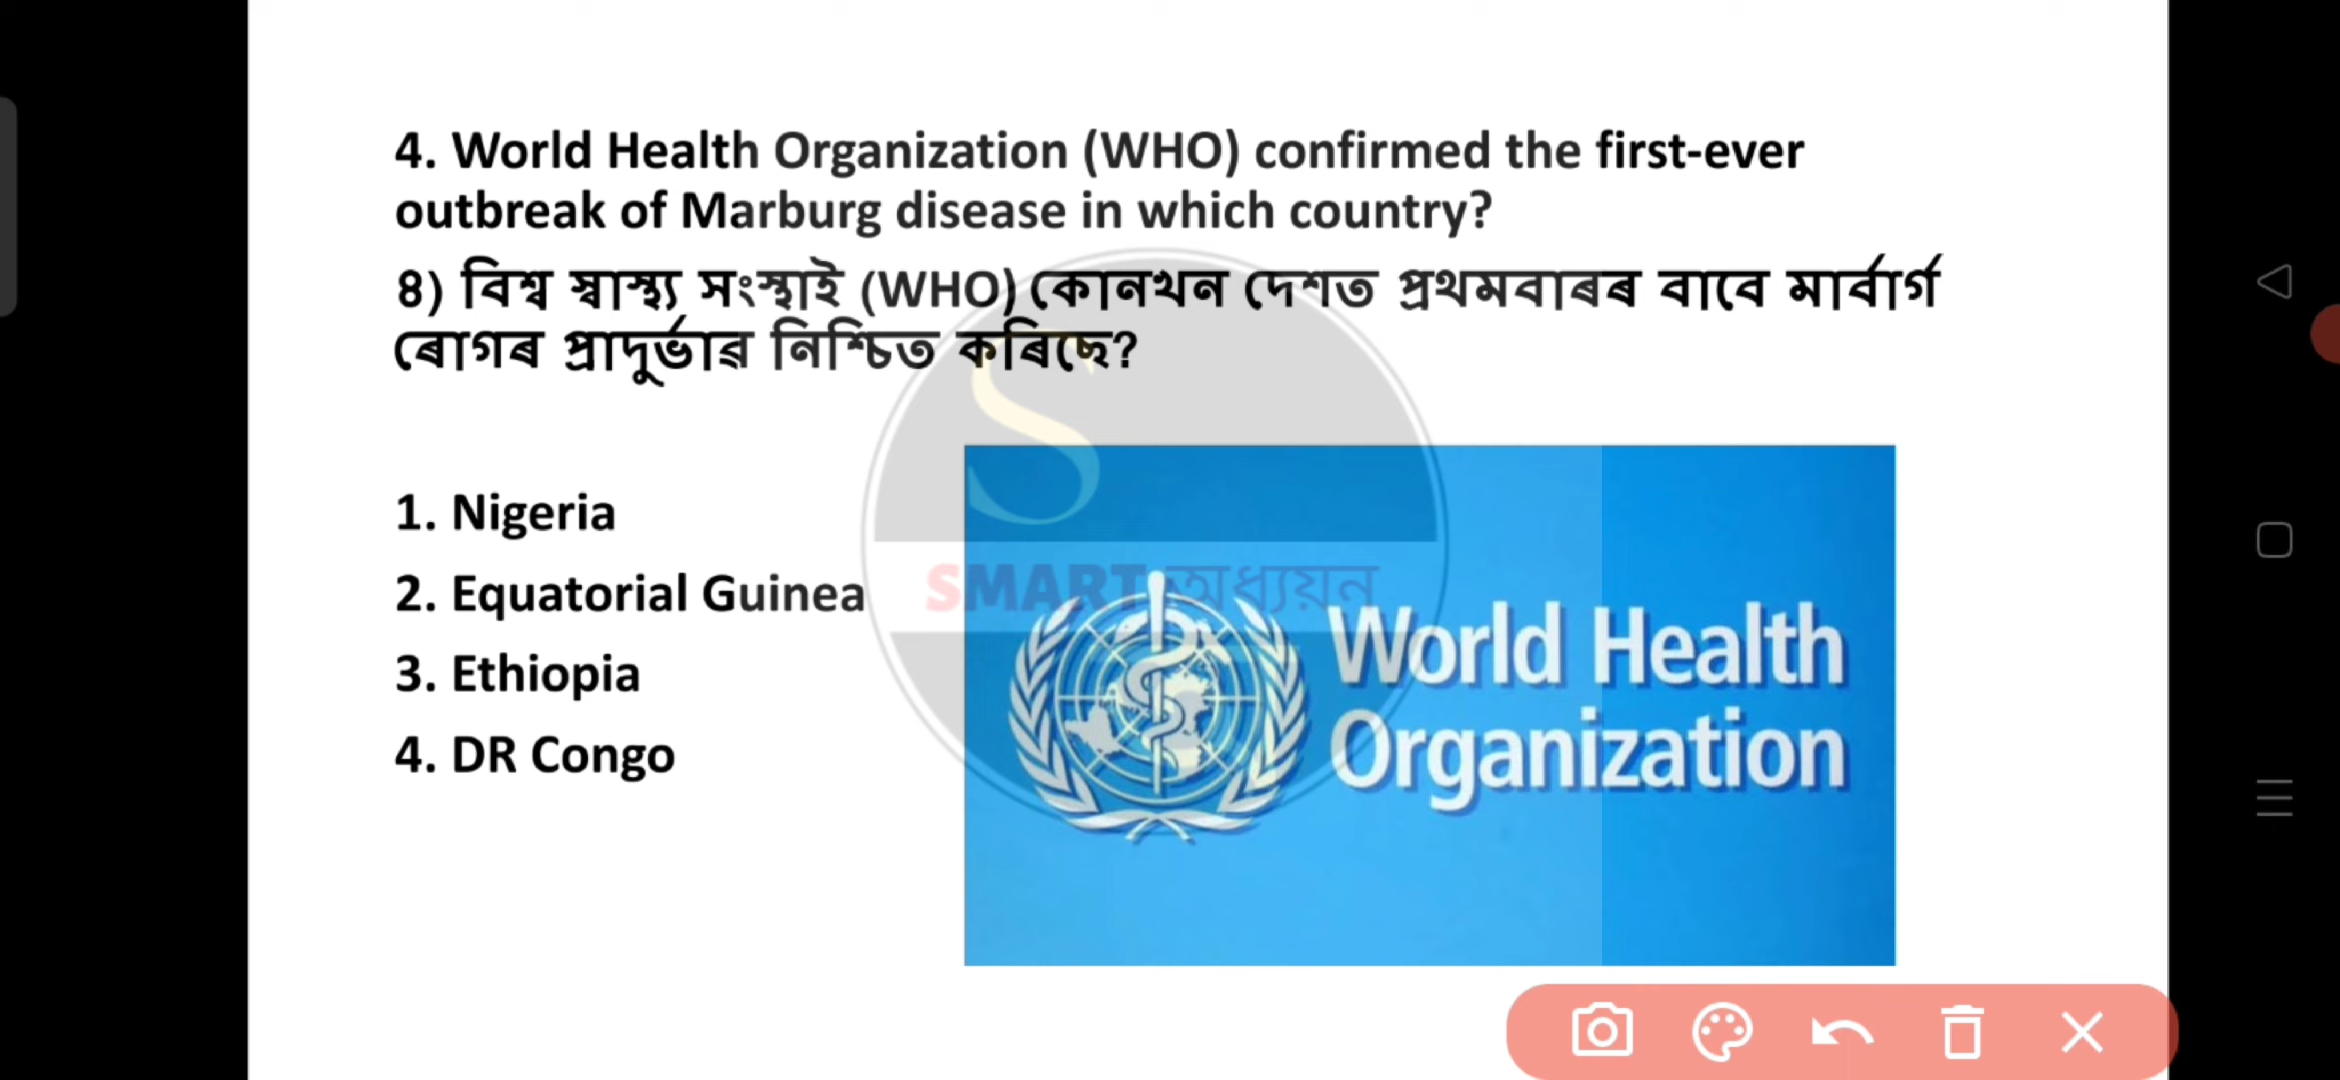 4. World Health Organization (WHO) confirmed the first-ever
outbreak of Marburg disease in which country?
৪) বিশ্ব স্বাস্থ্য সংস্থাই (WHO) কোনখন দেশত প্ৰথমবাৰৰ বাবে মাৰ্বাৰ্গ
ৰোগৰ প্ৰাদুৰ্ভাৱ নিশ্চিত কৰিছে?
1. Nigeria
2. Equatorial Guinea
3. Ethiopia
4. DR Congo
S
SMART অধ্যয়ন
World Health
Organization